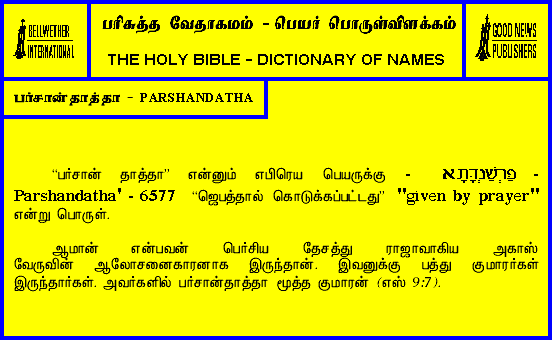 BELLWETHER
INTERNATIONAL
பரிசுத்த வேதாகமம் - பெயர் பொருள்விளக்கம்
THE HOLY BIBLE - DICTIONARY OF NAMES
GOOD NEWS
PUBLISHERS
பர்சான்தாத்தா - PARSHANDATHA
“பர்சான் தாத்தா” என்னும் எபிரெய பெயருக்கு - פַּרְשַׁנְדָּתָא -
Parshandatha' - 6577 “ஜெபத்தால் கொடுக்கப்பட்டது” "given by prayer"
என்று பொருள்.
ஆமான் என்பவன் பெர்சிய தேசத்து ராஜாவாகிய அகாஸ்
வேருவின் ஆலோசனைகாரனாக இருந்தான். இவனுக்கு பத்து குமாரர்கள்
இருந்தார்கள். அவர்களில் பர்சான்தாத்தா மூத்த குமாரன் (எஸ் 9:7).